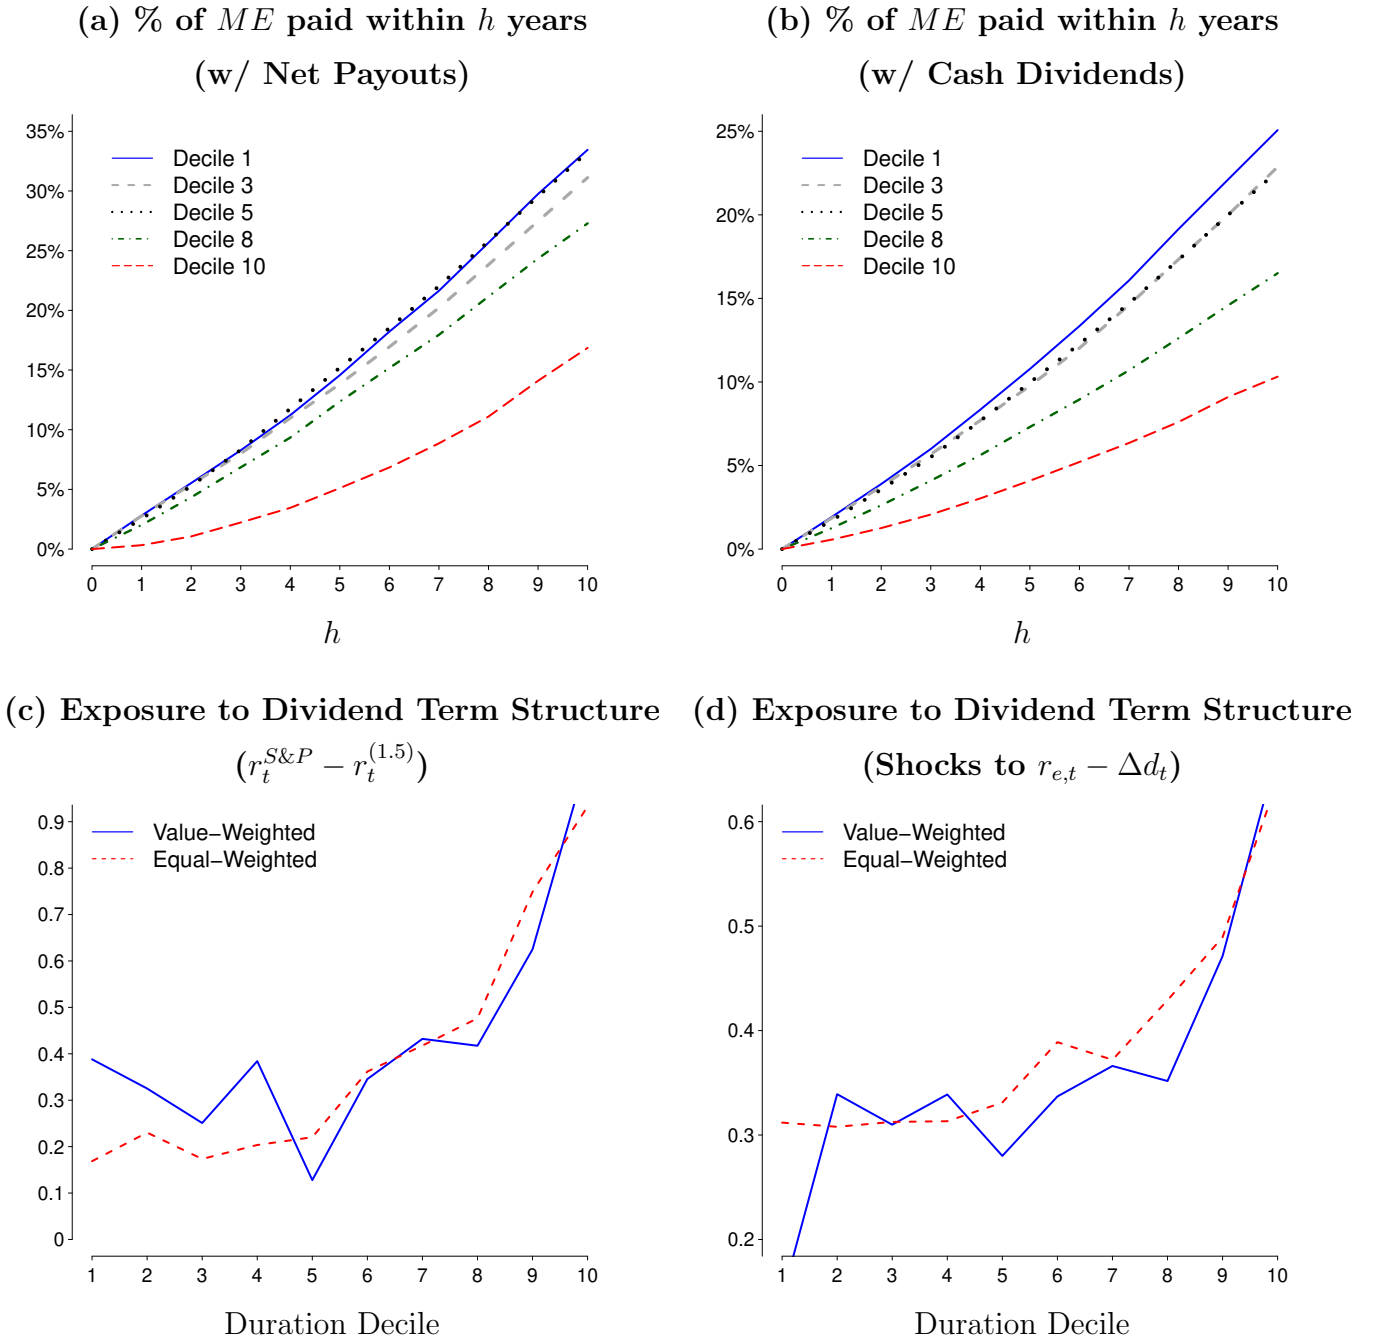 (a) % of ME paid within h years
(w/ Net Payouts)
35%
30%
25%
20%
15%
10%
5%
0%
Decile 1
Decile 3
Decile 5
Decile 8
Decile 10
0 1 2 3 4 5 6 7 8 9 10
h
(b) % of ME paid within h years
(w/ Cash Dividends)
25%
20%
15%
10%
5%
0%
Decile 1
Decile 3
Decile 5
Decile 8
Decile 10
0 1 2 3 4 5 6 7 8 9 10
h
(c) Exposure to Dividend Term Structure
(r_t^{S&P} − r_t^{(1.5)})
0.9
0.8
0.7
0.6
0.5
0.4
0.3
0.2
0.1
0
Value−Weighted
Equal−Weighted
1 2 3 4 5 6 7 8 9 10
Duration Decile
(d) Exposure to Dividend Term Structure
(Shocks to r_{e,t} − Δd_t)
0.6
0.5
0.4
0.3
0.2
Value−Weighted
Equal−Weighted
1 2 3 4 5 6 7 8 9 10
Duration Decile